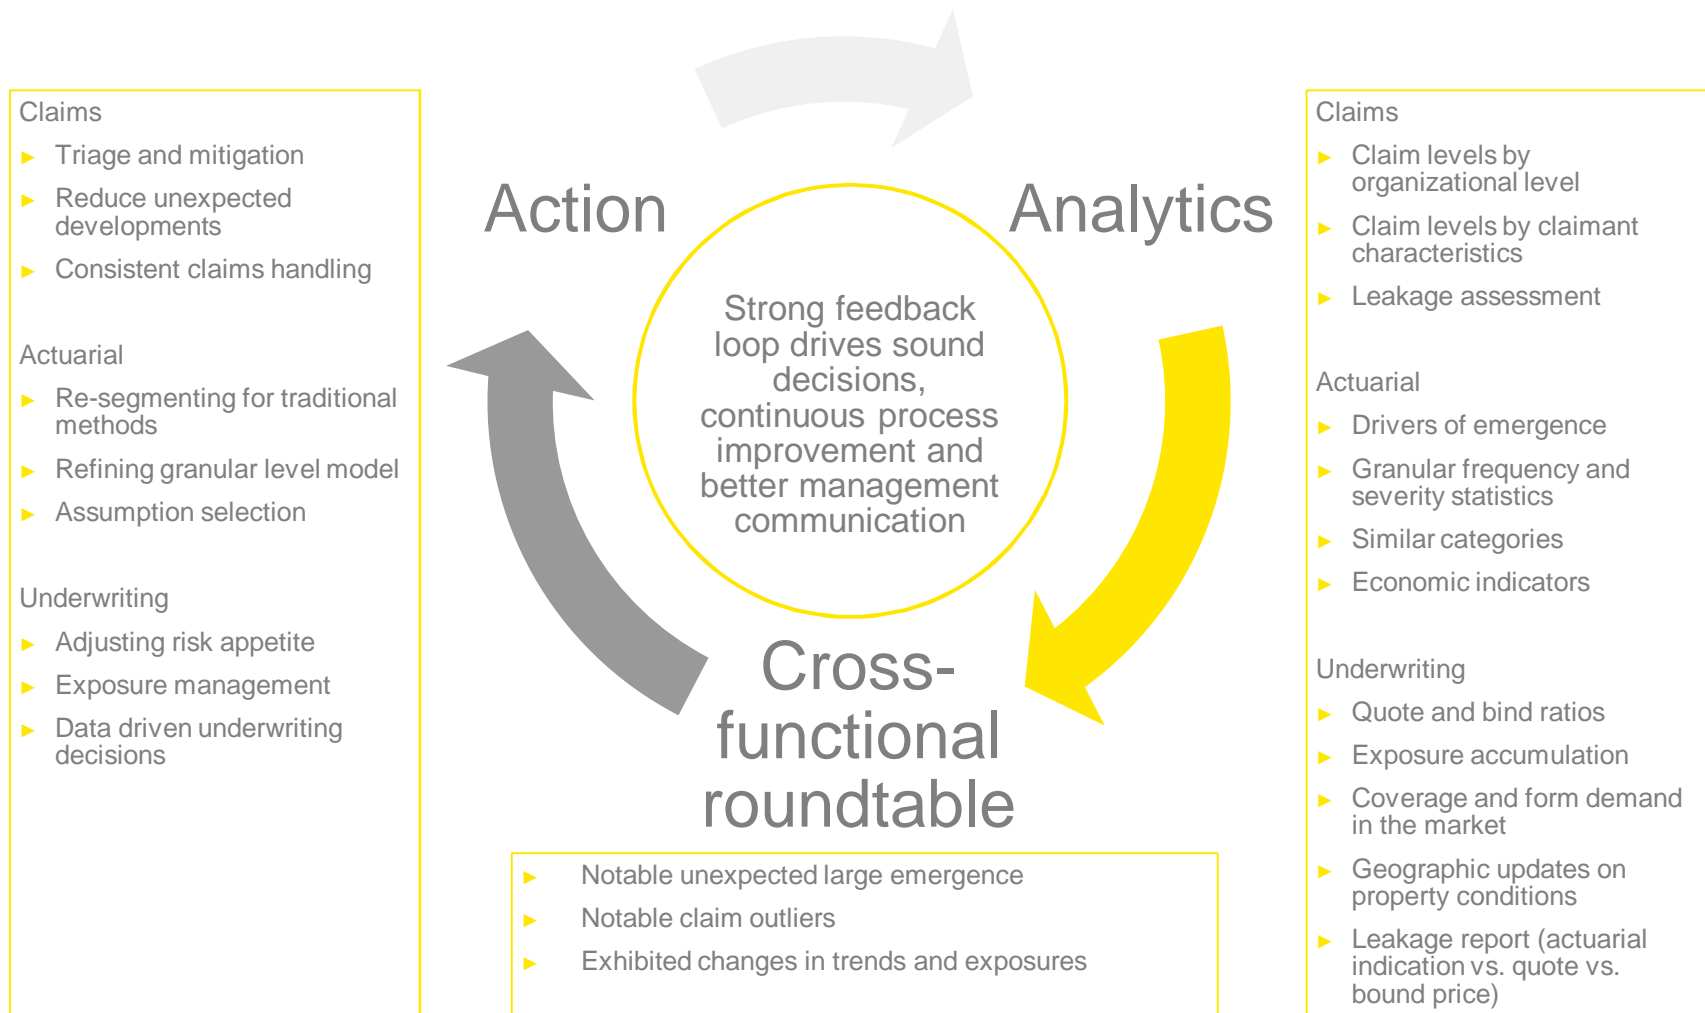 Claims
► Triage and mitigation
► Reduce unexpected
developments
► Consistent claims handling
Actuarial
► Re-segmenting for traditional
methods
► Refining granular level model
► Assumption selection
Underwriting
► Adjusting risk appetite
► Exposure management
► Data driven underwriting
decisions
Action
Analytics
Strong feedback
loop drives sound
decisions,
continuous process
improvement and
better management
communication
Cross-
functional
roundtable
► Notable unexpected large emergence
► Notable claim outliers
► Exhibited changes in trends and exposures
Claims
► Claim levels by
organizational level
► Claim levels by claimant
characteristics
► Leakage assessment
Actuarial
► Drivers of emergence
► Granular frequency and
severity statistics
► Similar categories
► Economic indicators
Underwriting
► Quote and bind ratios
► Exposure accumulation
► Coverage and form demand
in the market
► Geographic updates on
property conditions
► Leakage report (actuarial
indication vs. quote vs.
bound price)